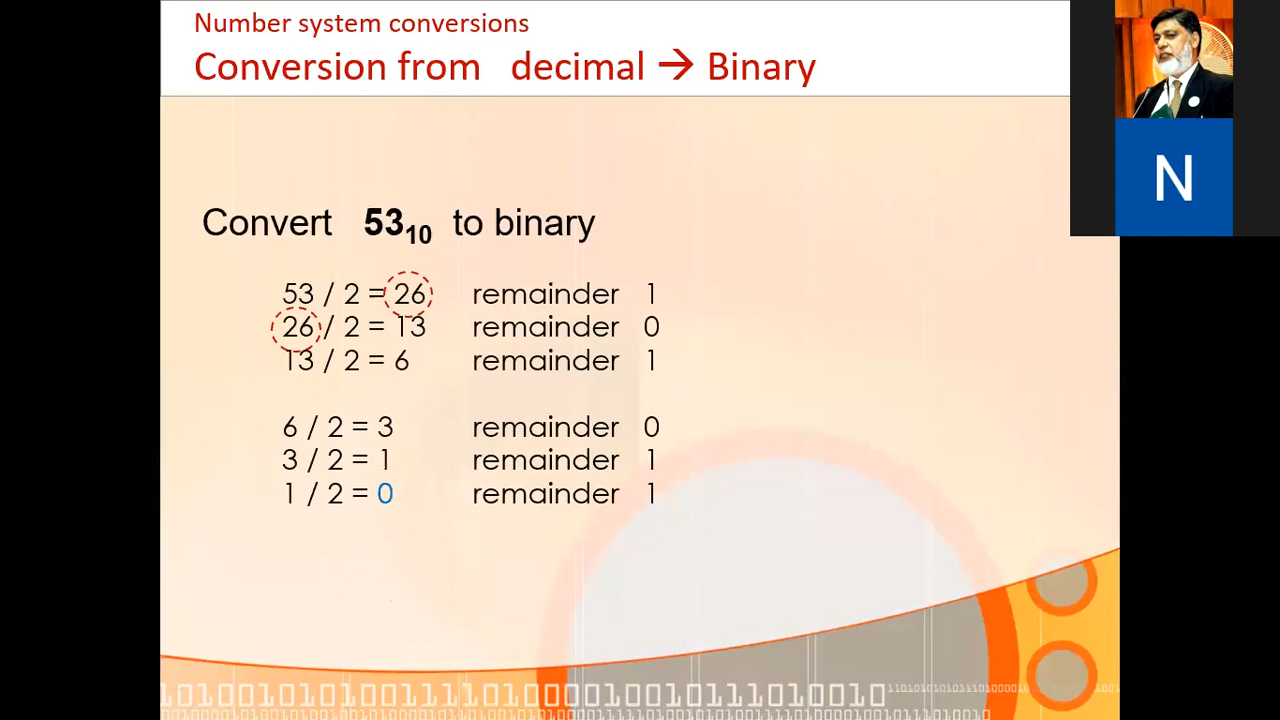 Number system conversions
Conversion from decimal → Binary
N
Convert 53₁₀ to binary
53 / 2 = 26 remainder 1
26 / 2 = 13 remainder 0
13 / 2 = 6 remainder 1
6 / 2 = 3 remainder 0
3 / 2 = 1 remainder 1
1 / 2 = 0 remainder 1